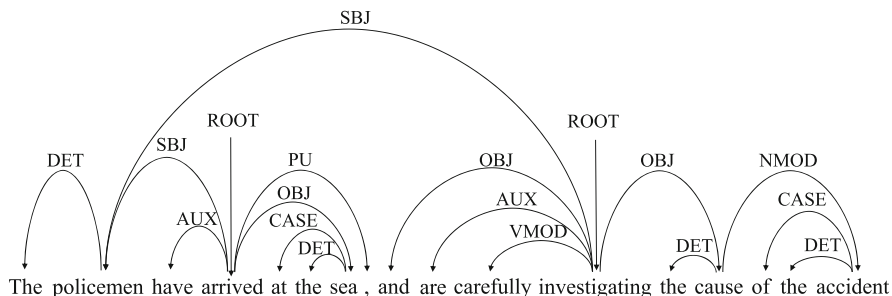 SBJ
ROOT ROOT
DET SBJ PU OBJ OBJ NMOD
OBJ
AUX CASE AUX CASE
DET VMOD DET DET
The policemen have arrived at the sea , and are carefully investigating the cause of the accident